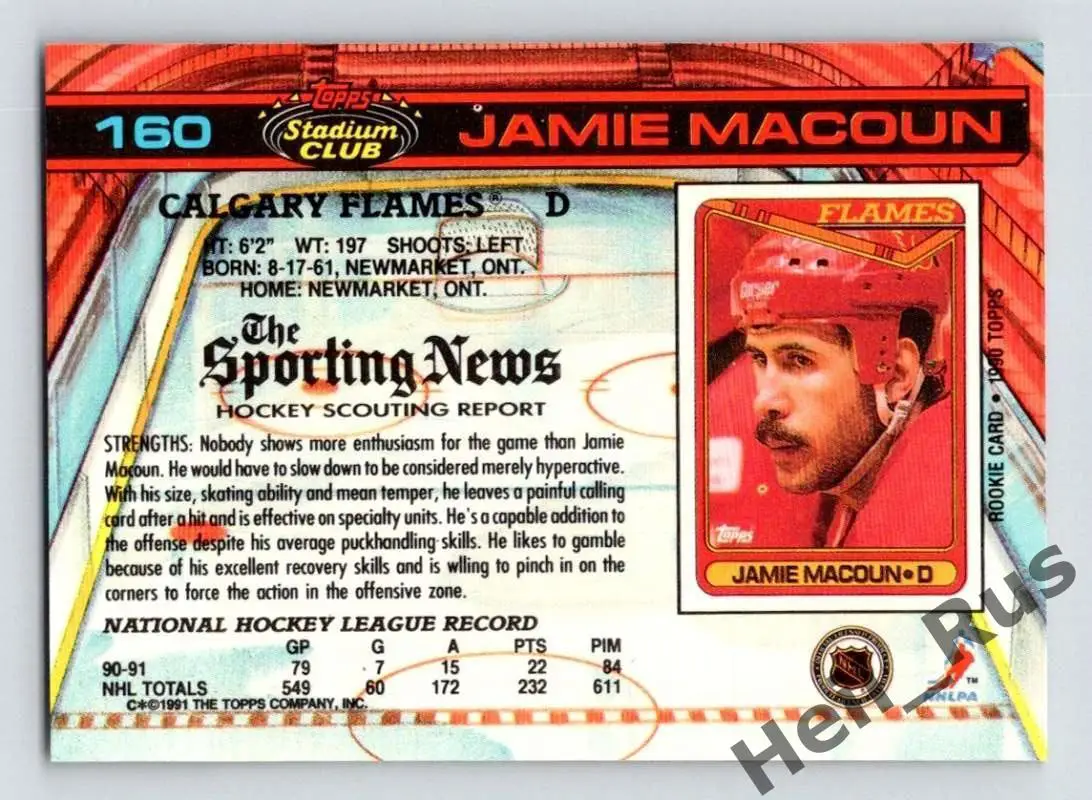 160
Topps
Stadium
CLUB
JAMIE MACOUN
CALGARY FLAMES® D
HT: 6'2" WT: 197 SHOOTS: LEFT
BORN: 8-17-61, NEWMARKET, ONT.
HOME: NEWMARKET, ONT.
The
Sporting News
HOCKEY SCOUTING REPORT
STRENGTHS: Nobody shows more enthusiasm for the game than Jamie
Macoun. He would have to slow down to be considered merely hyperactive.
With his size, skating ability and mean temper, he leaves a painful calling
card after a hit and is effective on specialty units. He's a capable addition to
the offense despite his average puckhandling skills. He likes to gamble
because of his excellent recovery skills and is wlling to pinch in on the
corners to force the action in the offensive zone.
NATIONAL HOCKEY LEAGUE RECORD
GP G A PTS PIM
90-91 79 7 15 22 84
NHL TOTALS 549 60 172 232 611
C*©1991 THE TOPPS COMPANY, INC.
FLAMES
Topps
JAMIE MACOUN•D
ROOKIE CARD • 1990 TOPPS
NHL
NHLPA
TM
Hell_Rus